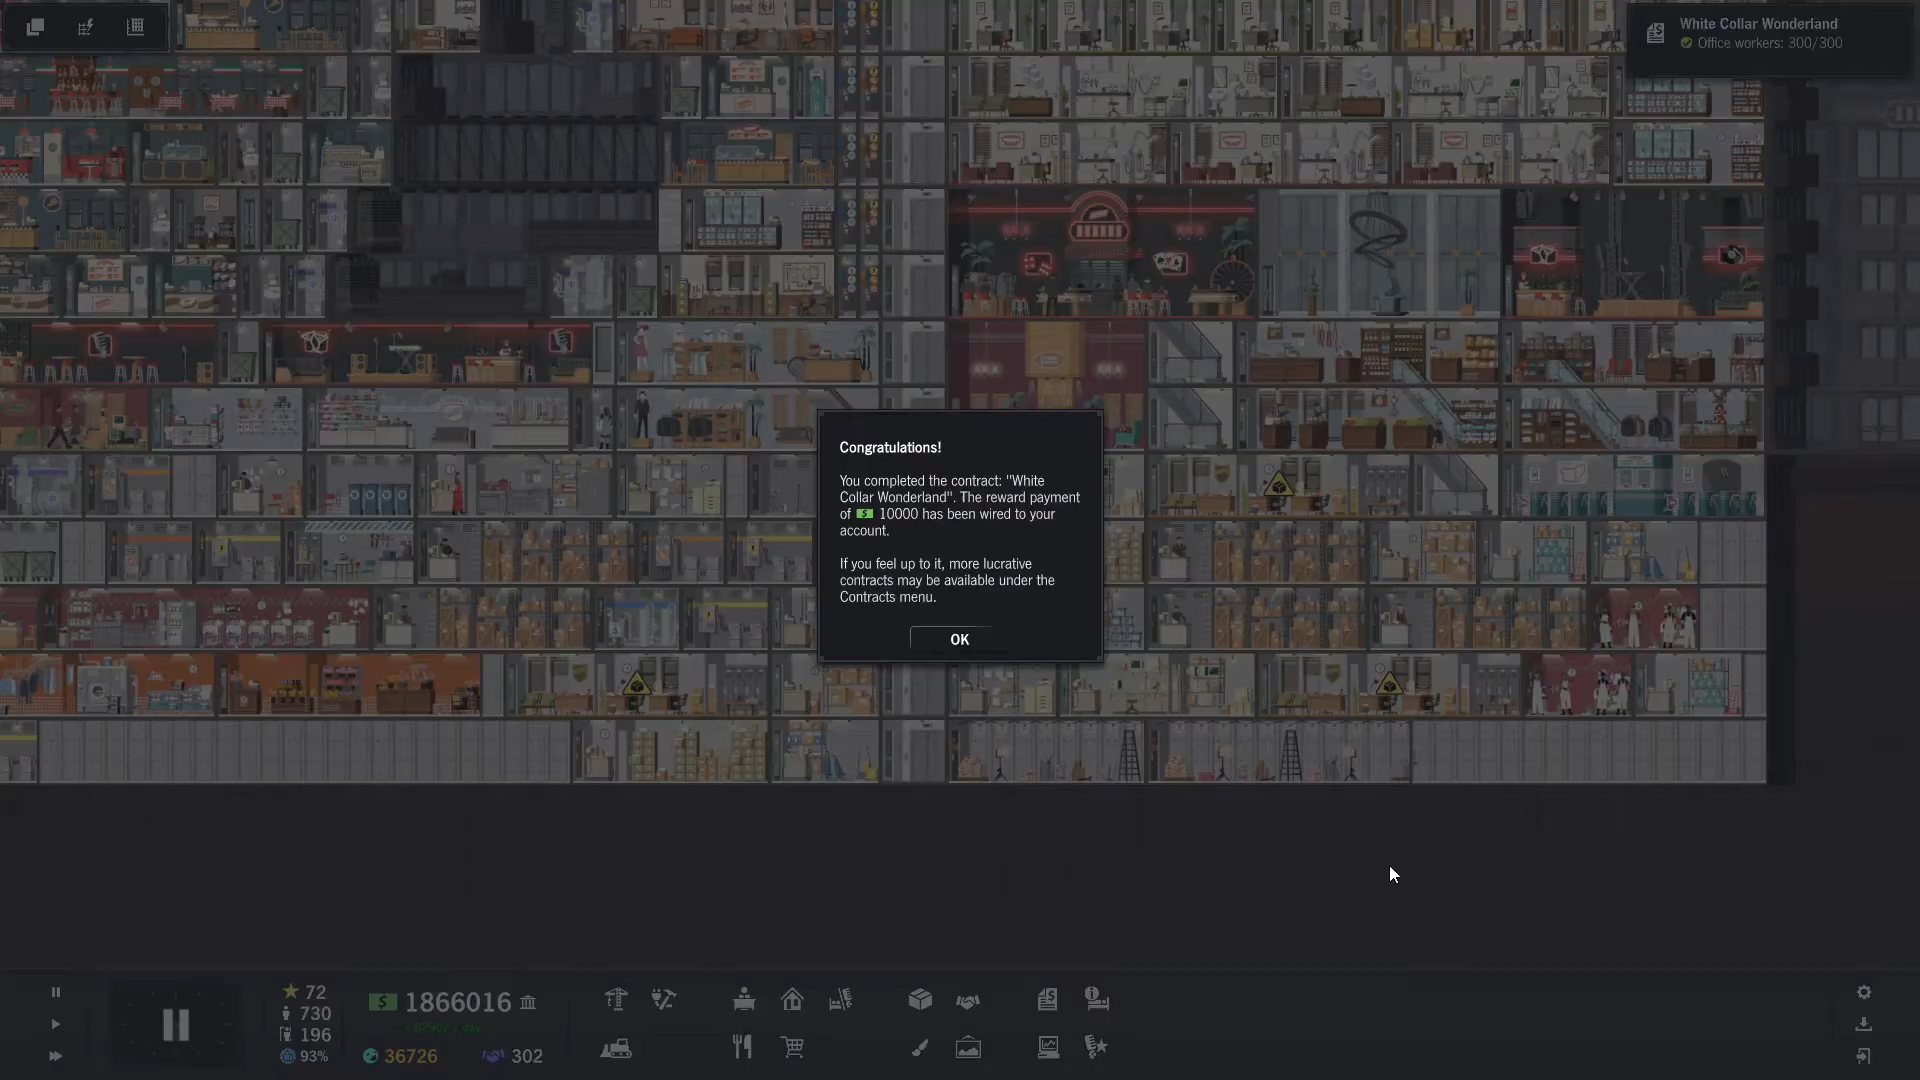 White Collar Wonderland
Office workers: 300/300
Congratulations!
You completed the contract: "White
Collar Wonderland". The reward payment
of $ 10000 has been wired to your
account.
If you feel up to it, more lucrative
contracts may be available under the
Contracts menu.
OK
72
730
196
93%
$ 1866016
36726
302